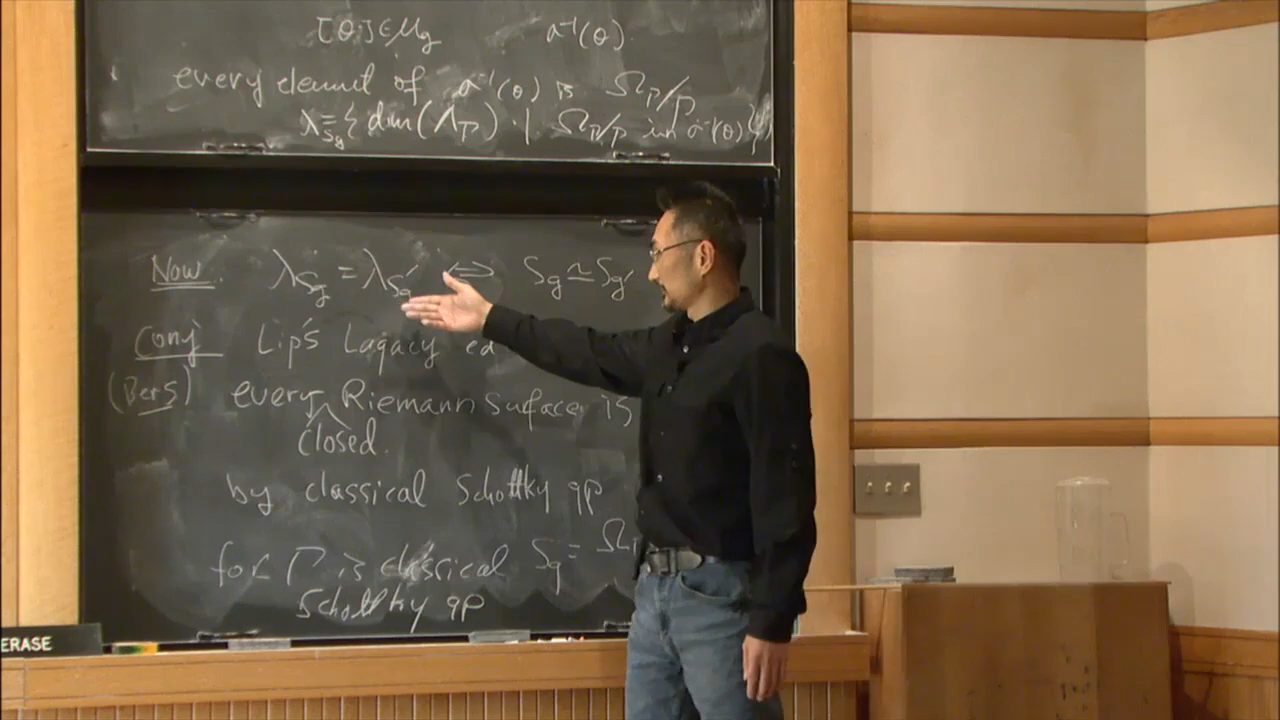 [θ] ∈ M_g a⁻¹(θ).
every element of a⁻¹(θ) is Ω_Γ/Γ
λ_{S_g} = { dim(Λ_Γ) | Ω_Γ/Γ in a⁻¹(θ) }
Now. λ_{S_g} = λ_{S_g'} ⇔ S_g ≃ S_g'
Conj Lip's Lagacy ed
(Bers) every closed Riemann surface is
by classical Schottky gp
for Γ is classical S_g = Ω
Schottky gp
ERASE